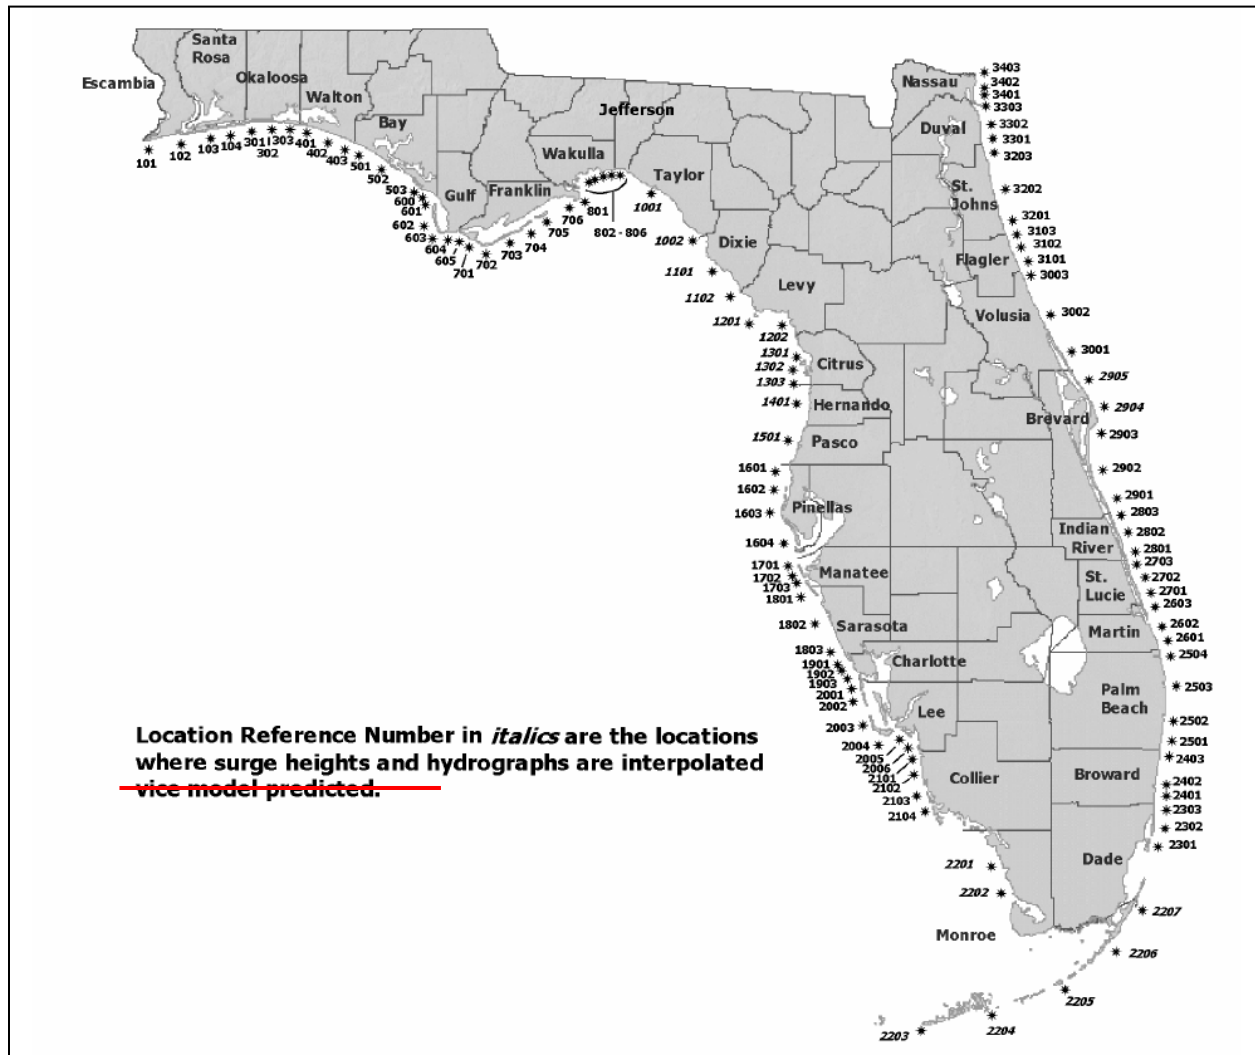 Santa
Rosa
Escambia
Okaloosa
Walton
Bay
Jefferson
Wakulla
Gulf
Franklin
Taylor
Dixie
Levy
Nassau
Duval
St.
Johns
Flagler
Volusia
Citrus
Hernando
Pasco
Pinellas
Brevard
Indian
River
Manatee
St.
Lucie
Sarasota
Martin
Charlotte
Palm
Beach
Lee
Collier
Broward
Dade
Monroe
101
102
103
104
301
302
303
401
402
403
501
502
503
600
601
602
603
604
605
701
702
703
704
705
706
801
802 - 806
1001
1002
1101
1102
1201
1202
1301
1302
1303
1401
1501
1601
1602
1603
1604
1701
1702
1703
1801
1802
1803
1901
1902
1903
2001
2002
2003
2004
2005
2006
2101
2102
2103
2104
2201
2202
2203
2204
2205
2206
2207
2301
2302
2303
2401
2402
2403
2501
2502
2503
2504
2601
2602
2603
2701
2702
2703
2801
2802
2803
2901
2902
2903
2904
2905
3001
3002
3003
3101
3102
3103
3201
3202
3203
3301
3302
3303
3401
3402
3403
Location Reference Number in italics are the locations
where surge heights and hydrographs are interpolated
vice model predicted.